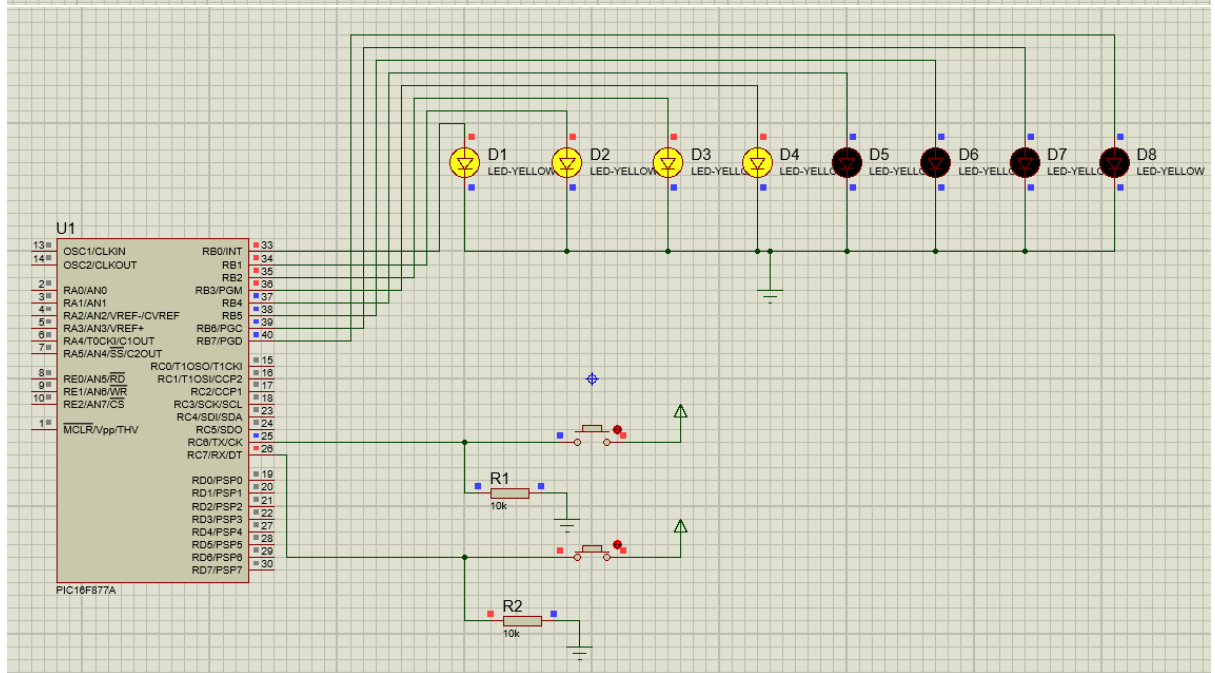 D1
LED-YELLOW
D2
LED-YELLOW
D3
LED-YELLOW
D4
LED-YELLOW
D5
LED-YELLOW
D6
LED-YELLOW
D7
LED-YELLOW
D8
LED-YELLOW
U1
13 OSC1/CLKIN
14 OSC2/CLKOUT
2 RA0/AN0
3 RA1/AN1
4 RA2/AN2/VREF-/CVREF
5 RA3/AN3/VREF+
6 RA4/T0CKI/C1OUT
7 RA5/AN4/SS/C2OUT
8 RE0/AN5/RD
9 RE1/AN6/WR
10 RE2/AN7/CS
1 MCLR/Vpp/THV
RB0/INT 33
RB1 34
RB2 35
RB3/PGM 36
RB4 37
RB5 38
RB6/PGC 39
RB7/PGD 40
RC0/T1OSO/T1CKI 15
RC1/T1OSI/CCP2 16
RC2/CCP1 17
RC3/SCK/SCL 18
RC4/SDI/SDA 23
RC5/SDO 24
RC6/TX/CK 25
RC7/RX/DT 26
RD0/PSP0 19
RD1/PSP1 20
RD2/PSP2 21
RD3/PSP3 22
RD4/PSP4 27
RD5/PSP5 28
RD6/PSP6 29
RD7/PSP7 30
PIC16F877A
R1
10k
R2
10k